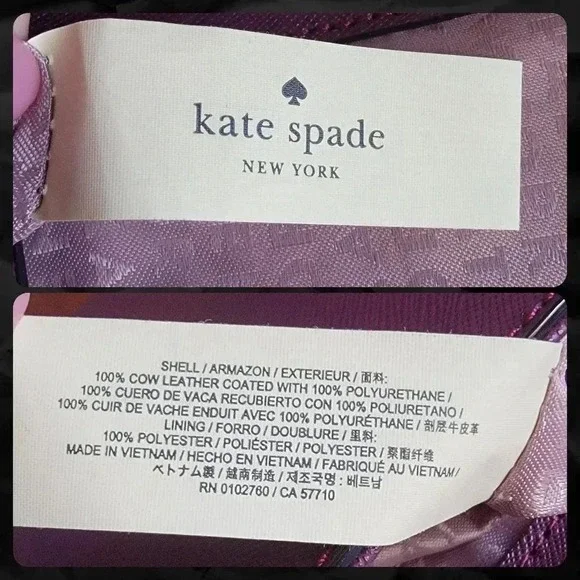 kate spade
NEW YORK
SHELL / ARMAZON / EXTERIEUR / 面料:
100% COW LEATHER COATED WITH 100% POLYURETHANE /
100% CUERO DE VACA RECUBIERTO CON 100% POLIURETANO /
100% CUIR DE VACHE ENDUIT AVEC 100% POLYURÉTHANE / 剖层牛皮革
LINING / FORRO / DOUBLURE / 里料:
100% POLYESTER / POLIÉSTER / POLYESTER / 聚酯纤维
MADE IN VIETNAM / HECHO EN VIETNAM / FABRIQUÉ AU VIETNAM /
ベトナム製 / 越南制造 / 제조국명 : 베트남
RN 0102760 / CA 57710